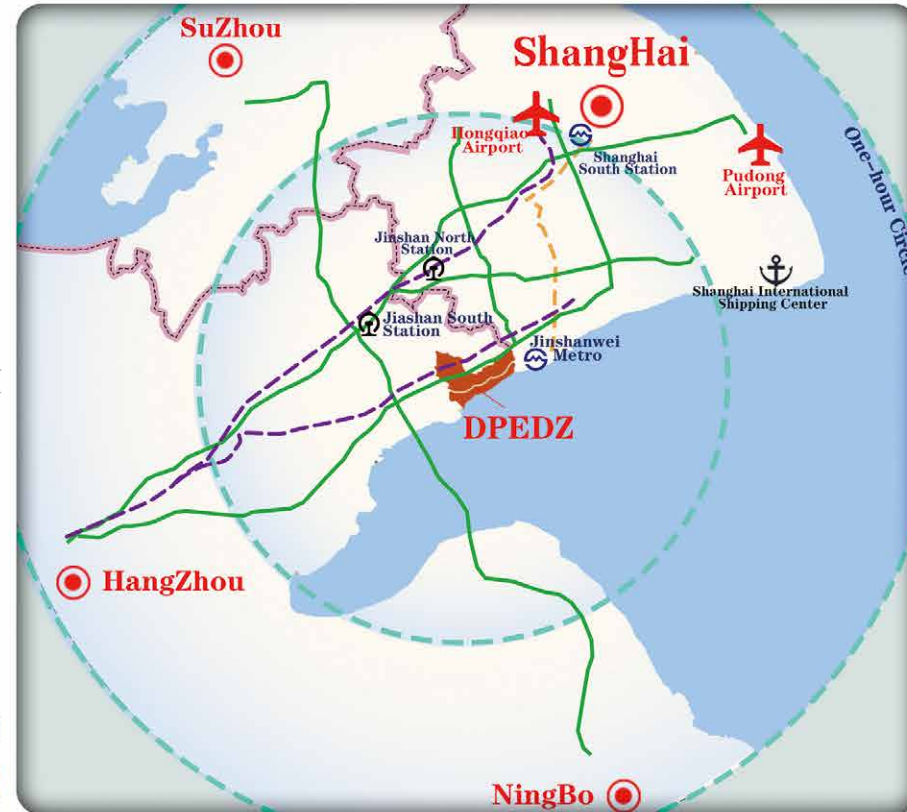 SuZhou
ShangHai
Hongqiao
Airport
Shanghai
South Station
Pudong
Airport
One-hour Circle
Jinshan North
Station
Shanghai International
Shipping Center
Jiashan South
Station
Jinshanwei
Metro
DPEDZ
HangZhou
NingBo